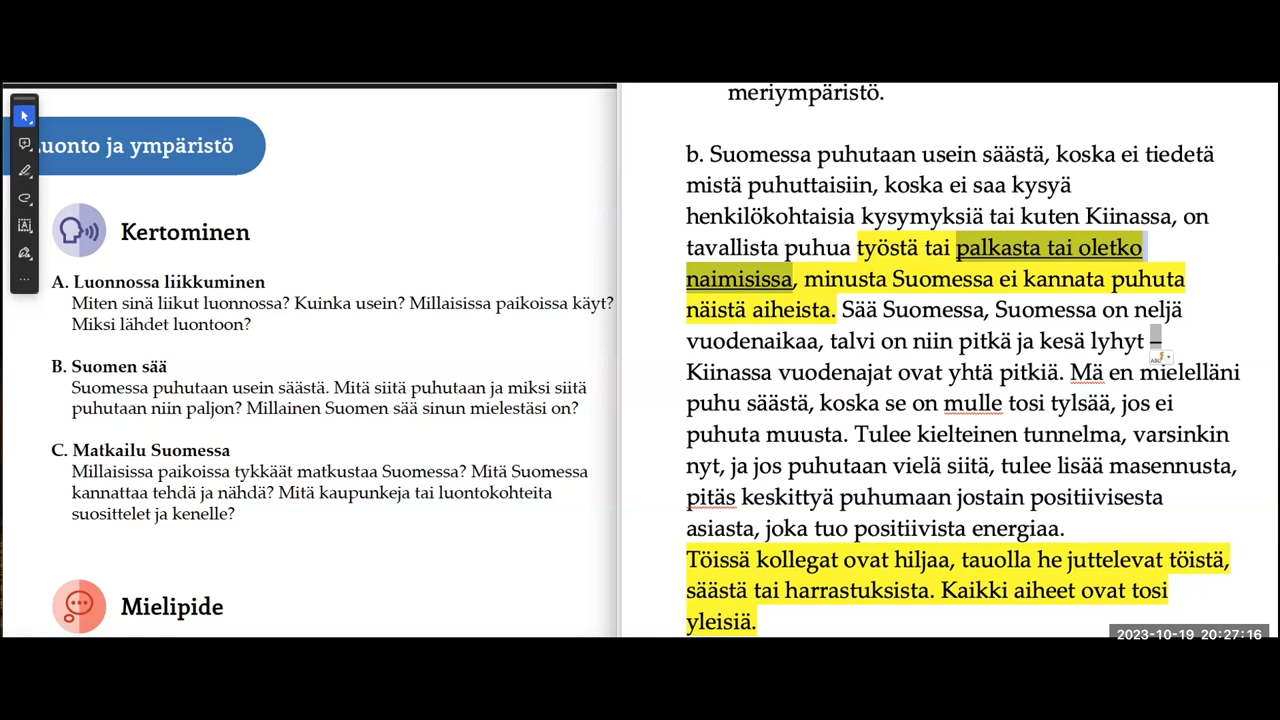 uonto ja ympäristö
Kertominen
A. Luonnossa liikkuminen
Miten sinä liikut luonnossa? Kuinka usein? Millaisissa paikoissa käyt?
Miksi lähdet luontoon?
B. Suomen sää
Suomessa puhutaan usein säästä. Mitä siitä puhutaan ja miksi siitä
puhutaan niin paljon? Millainen Suomen sää sinun mielestäsi on?
C. Matkailu Suomessa
Millaisissa paikoissa tykkäät matkustaa Suomessa? Mitä Suomessa
kannattaa tehdä ja nähdä? Mitä kaupunkeja tai luontokohteita
suosittelet ja kenelle?
Mielipide
meriympäristö.
b. Suomessa puhutaan usein säästä, koska ei tiedetä
mistä puhuttaisiin, koska ei saa kysyä
henkilökohtaisia kysymyksiä tai kuten Kiinassa, on
tavallista puhua työstä tai palkasta tai oletko
naimisissa, minusta Suomessa ei kannata puhuta
näistä aiheista. Sää Suomessa, Suomessa on neljä
vuodenaikaa, talvi on niin pitkä ja kesä lyhyt –
Kiinassa vuodenajat ovat yhtä pitkiä. Mä en mielelläni
puhu säästä, koska se on mulle tosi tylsää, jos ei
puhuta muusta. Tulee kielteinen tunnelma, varsinkin
nyt, ja jos puhutaan vielä siitä, tulee lisää masennusta,
pitäs keskittyä puhumaan jostain positiivisesta
asiasta, joka tuo positiivista energiaa.
Töissä kollegat ovat hiljaa, tauolla he juttelevat töistä,
säästä tai harrastuksista. Kaikki aiheet ovat tosi
yleisiä.
2023-10-19 20:27:16